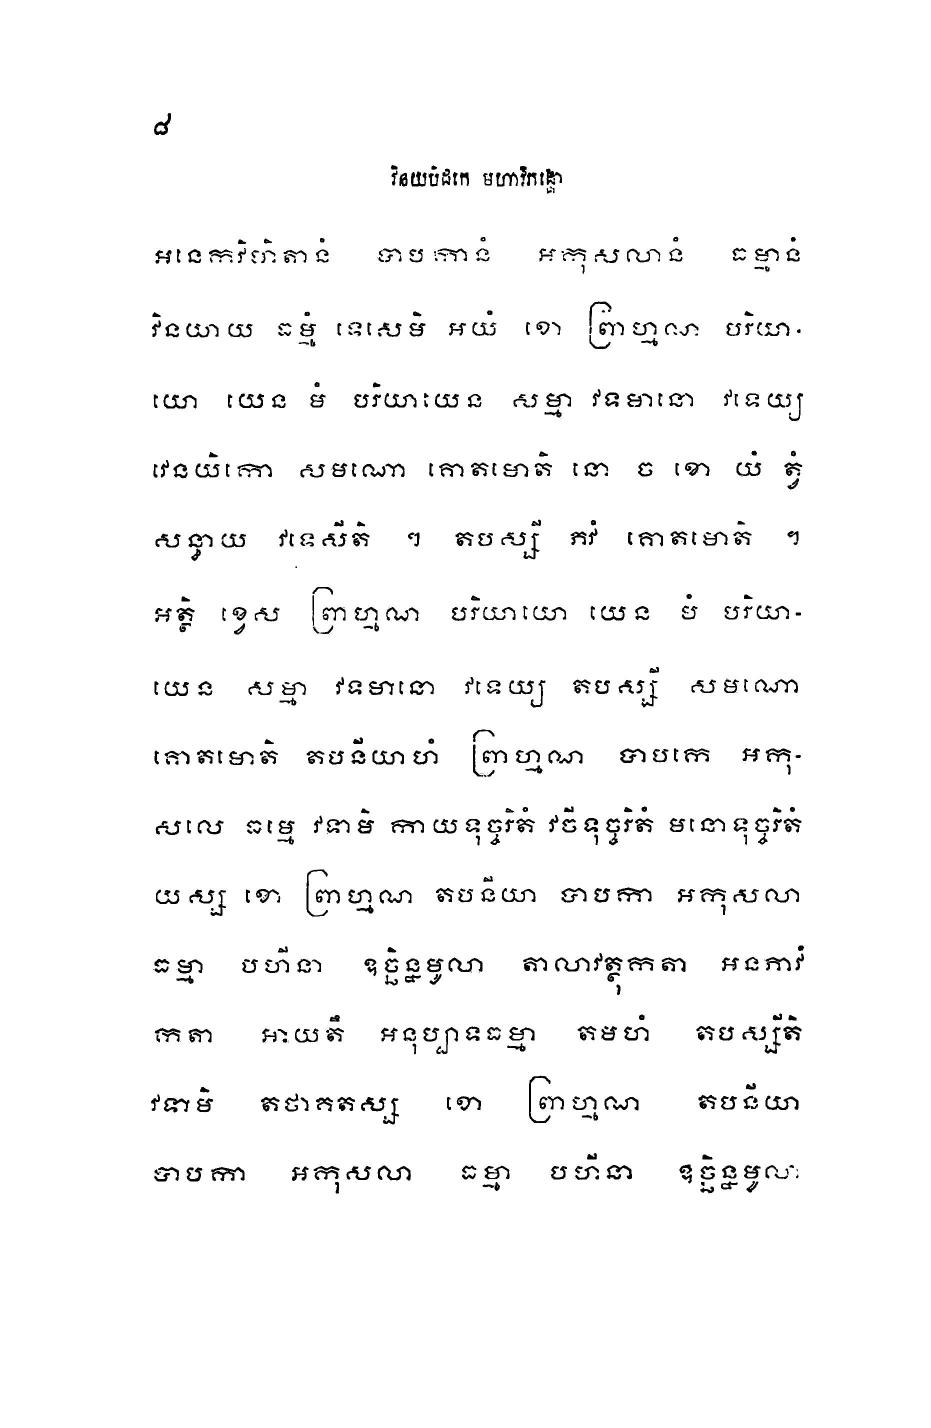 ៨
វិនយបិដកេ មហាវិភង្គោ
អនេកវិហិតានំ បាបកានំ អកុសលានំ ធម្មានំ
វិនយាយ ធម្មំ ទេសេមិ អយំ ខោ ព្រាហ្មណ បរិយា-
យោ យេន មំ បរិយាយេន សម្មា វទមានោ វទេយ្យ
វេនយិកោ សមណោ គោតមោតិ នោ ច ខោ យំ ត្វំ
សន្ធាយ វទេសីតិ ។ តបស្សី ភវំ គោតមោតិ ។
អត្ថិ ខ្វេស ព្រាហ្មណ បរិយាយោ យេន មំ បរិយា-
យេន សម្មា វទមានោ វទេយ្យ តបស្សី សមណោ
គោតមោតិ តបនីយាហំ ព្រាហ្មណ បាបកេ អកុ-
សលេ ធម្មេ វទាមិ កាយទុច្ចរិតំ វចីទុច្ចរិតំ មនោទុច្ចរិតំ
យស្ស ខោ ព្រាហ្មណ តបនីយា បាបកា អកុសលា
ធម្មា បហីនា ឧច្ឆិន្នមូលា តាលាវត្ថុកតា អនភាវំ
កតា អាយតឹ អនុប្បាទធម្មា តមហំ តបស្សីតិ
វទាមិ តថាគតស្ស ខោ ព្រាហ្មណ តបនីយា
បាបកា អកុសលា ធម្មា បហីនា ឧច្ឆិន្នមូលា